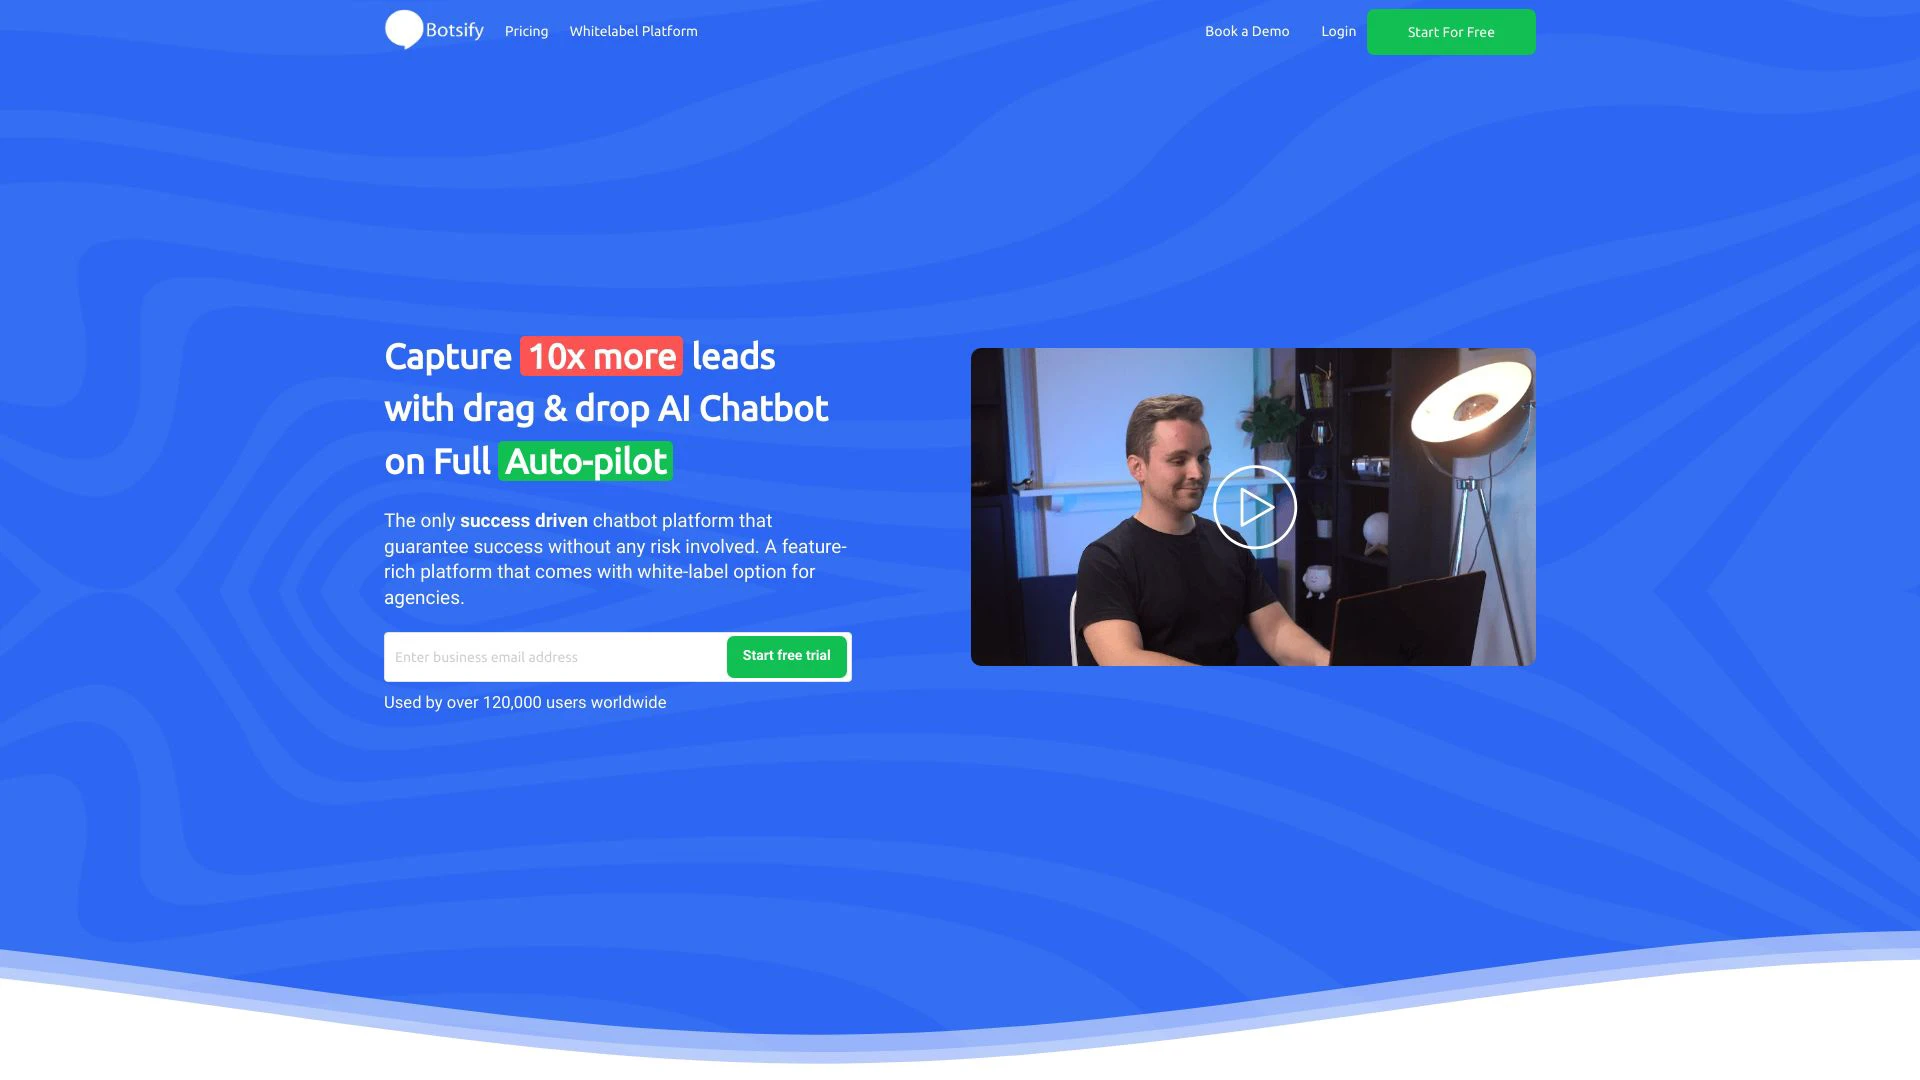 Botsify
Pricing
Whitelabel Platform
Book a Demo
Login
Start For Free
Capture 10x more leads
with drag & drop AI Chatbot
on Full Auto-pilot
The only success driven chatbot platform that
guarantee success without any risk involved. A feature-
rich platform that comes with white-label option for
agencies.
Enter business email address
Start free trial
Used by over 120,000 users worldwide